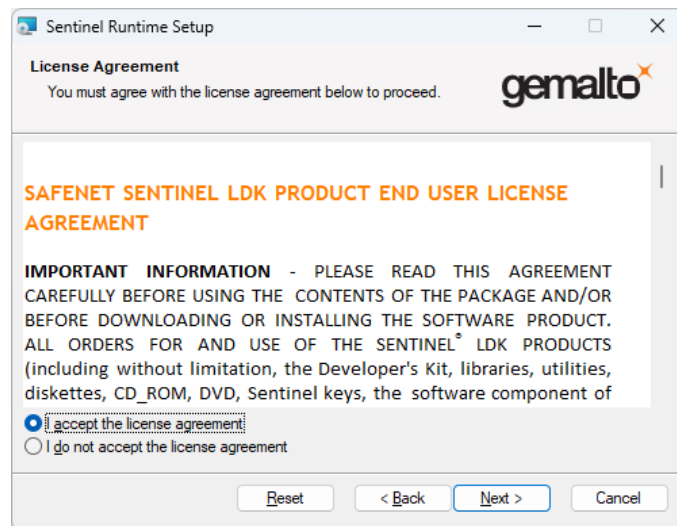 Sentinel Runtime Setup
License Agreement
You must agree with the license agreement below to proceed.
gemalto
SAFENET SENTINEL LDK PRODUCT END USER LICENSE
AGREEMENT
IMPORTANT INFORMATION - PLEASE READ THIS AGREEMENT
CAREFULLY BEFORE USING THE CONTENTS OF THE PACKAGE AND/OR
BEFORE DOWNLOADING OR INSTALLING THE SOFTWARE PRODUCT.
ALL ORDERS FOR AND USE OF THE SENTINEL® LDK PRODUCTS
(including without limitation, the Developer's Kit, libraries, utilities,
diskettes, CD_ROM, DVD, Sentinel keys, the software component of
I accept the license agreement
I do not accept the license agreement
Reset
< Back
Next >
Cancel